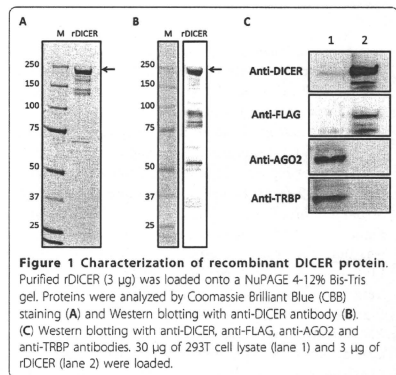 A
B
C
M rDICER
M rDICER
1 2
250
150
100
75
50
37
25
250
150
100
75
50
37
25
Anti-DICER
Anti-FLAG
Anti-AGO2
Anti-TRBP
Figure 1 Characterization of recombinant DICER protein.
Purified rDICER (3 µg) was loaded onto a NuPAGE 4-12% Bis-Tris
gel. Proteins were analyzed by Coomassie Brilliant Blue (CBB)
staining (A) and Western blotting with anti-DICER antibody (B).
(C) Western blotting with anti-DICER, anti-FLAG, anti-AGO2 and
anti-TRBP antibodies. 30 µg of 293T cell lysate (lane 1) and 3 µg of
rDICER (lane 2) were loaded.